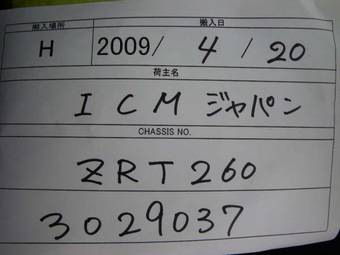 搬入場所 搬入日
H 2009/ 4 / 20
荷主名
ICM ジャパン
CHASSIS NO.
ZRT260
3029037